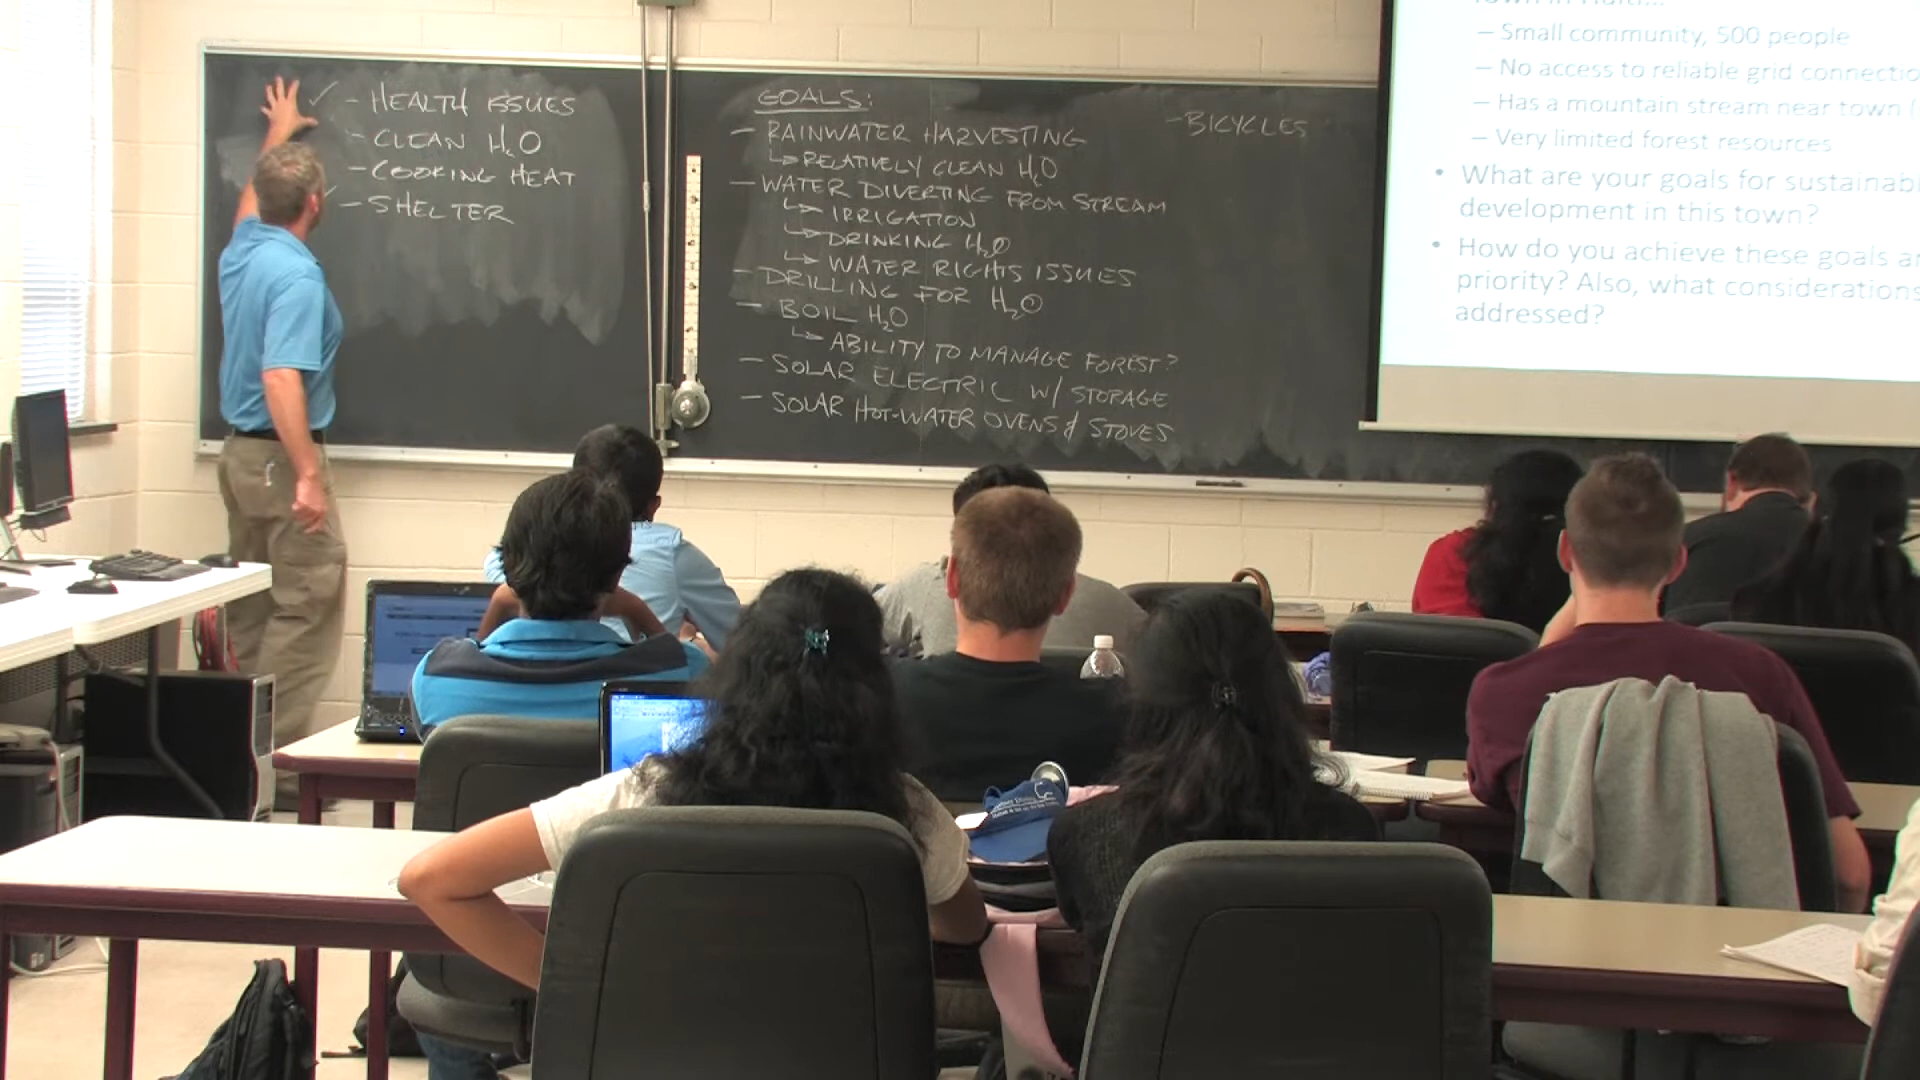 ✓ - HEALTH ISSUES
- CLEAN H2O
- COOKING HEAT
✓ - SHELTER
GOALS:
- RAINWATER HARVESTING
↳ RELATIVELY CLEAN H2O
- WATER DIVERTING FROM STREAM
↳ IRRIGATION
↳ DRINKING H2O
↳ WATER RIGHTS ISSUES
- DRILLING FOR H2O
- BOIL H2O
↳ ABILITY TO MANAGE FOREST?
- SOLAR ELECTRIC W/ STORAGE
- SOLAR HOT-WATER OVENS & STOVES
- BICYCLES
– Small community, 500 people
– No access to reliable grid connectio
– Has a mountain stream near town (
– Very limited forest resources
• What are your goals for sustainabl
development in this town?
• How do you achieve these goals a
priority? Also, what considerations
addressed?